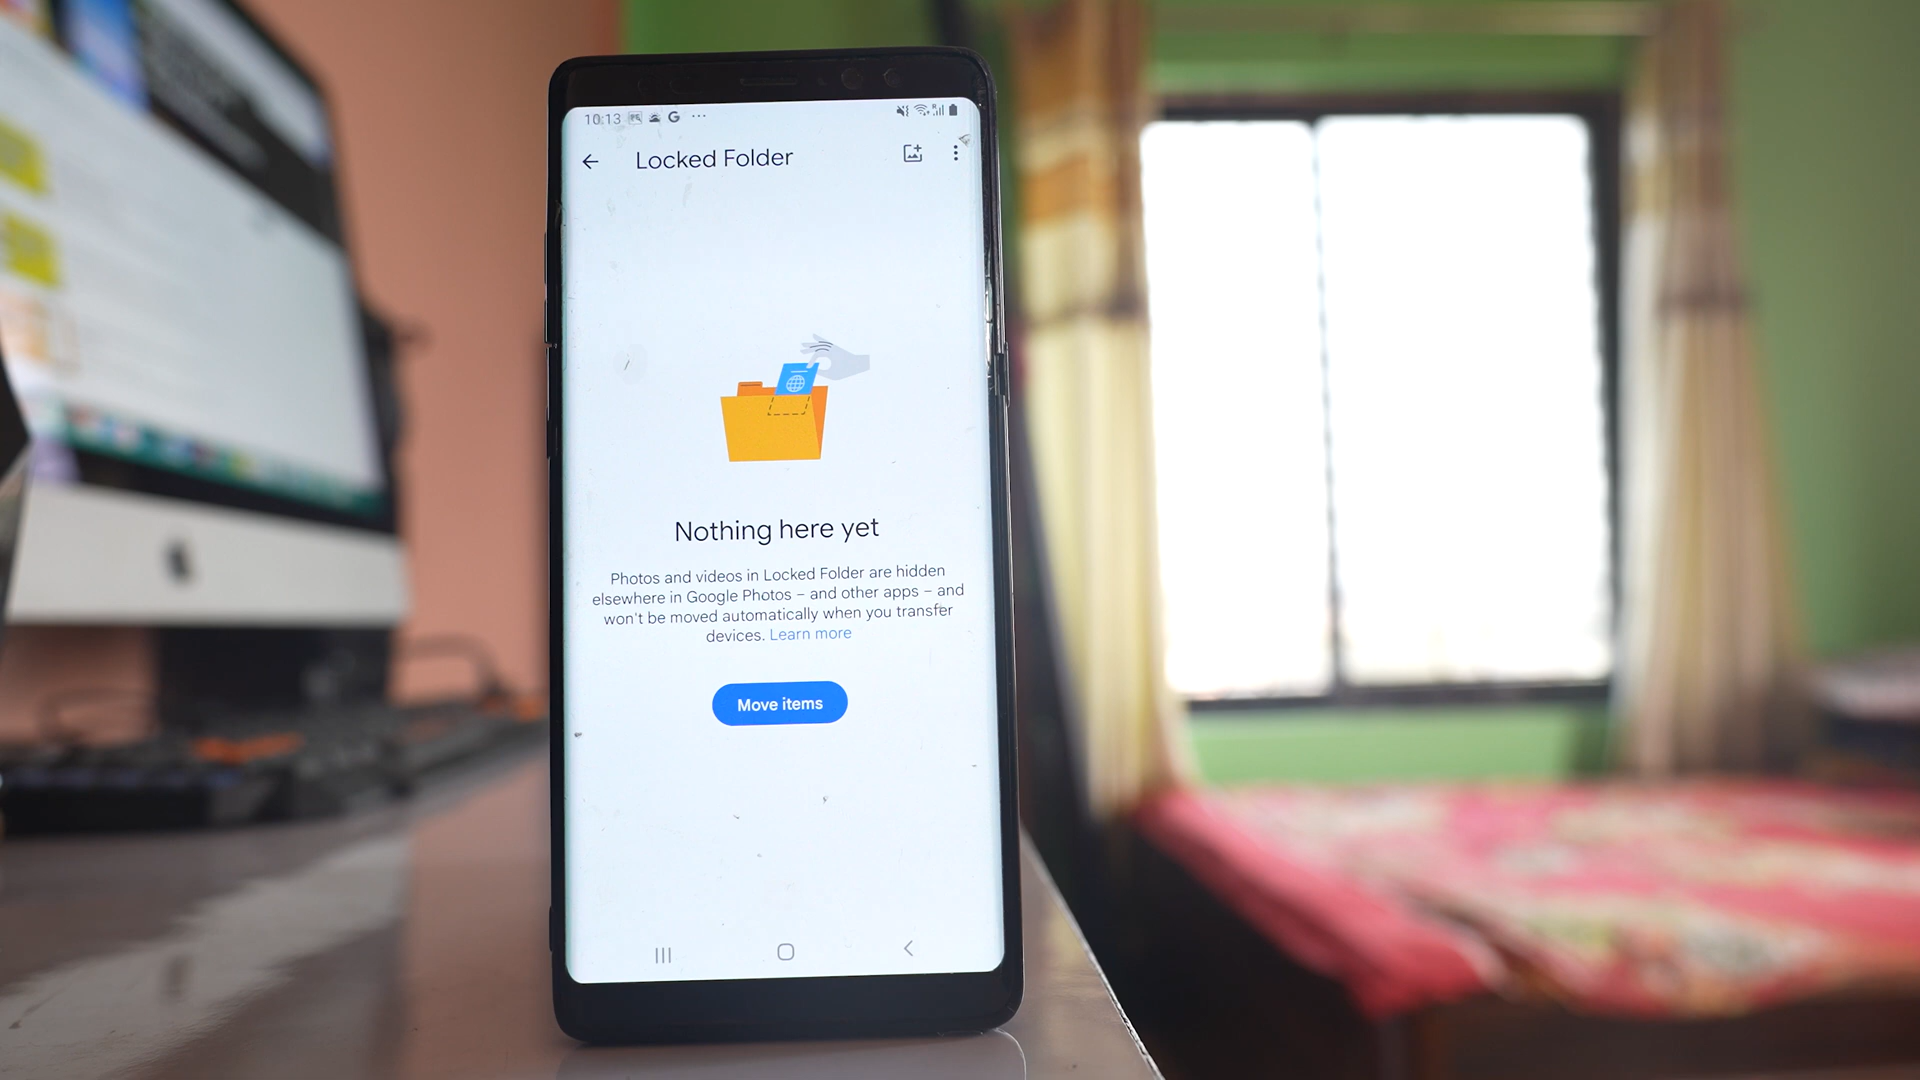 10:13
Locked Folder
Nothing here yet
Photos and videos in Locked Folder are hidden
elsewhere in Google Photos – and other apps – and
won't be moved automatically when you transfer
devices. Learn more
Move items